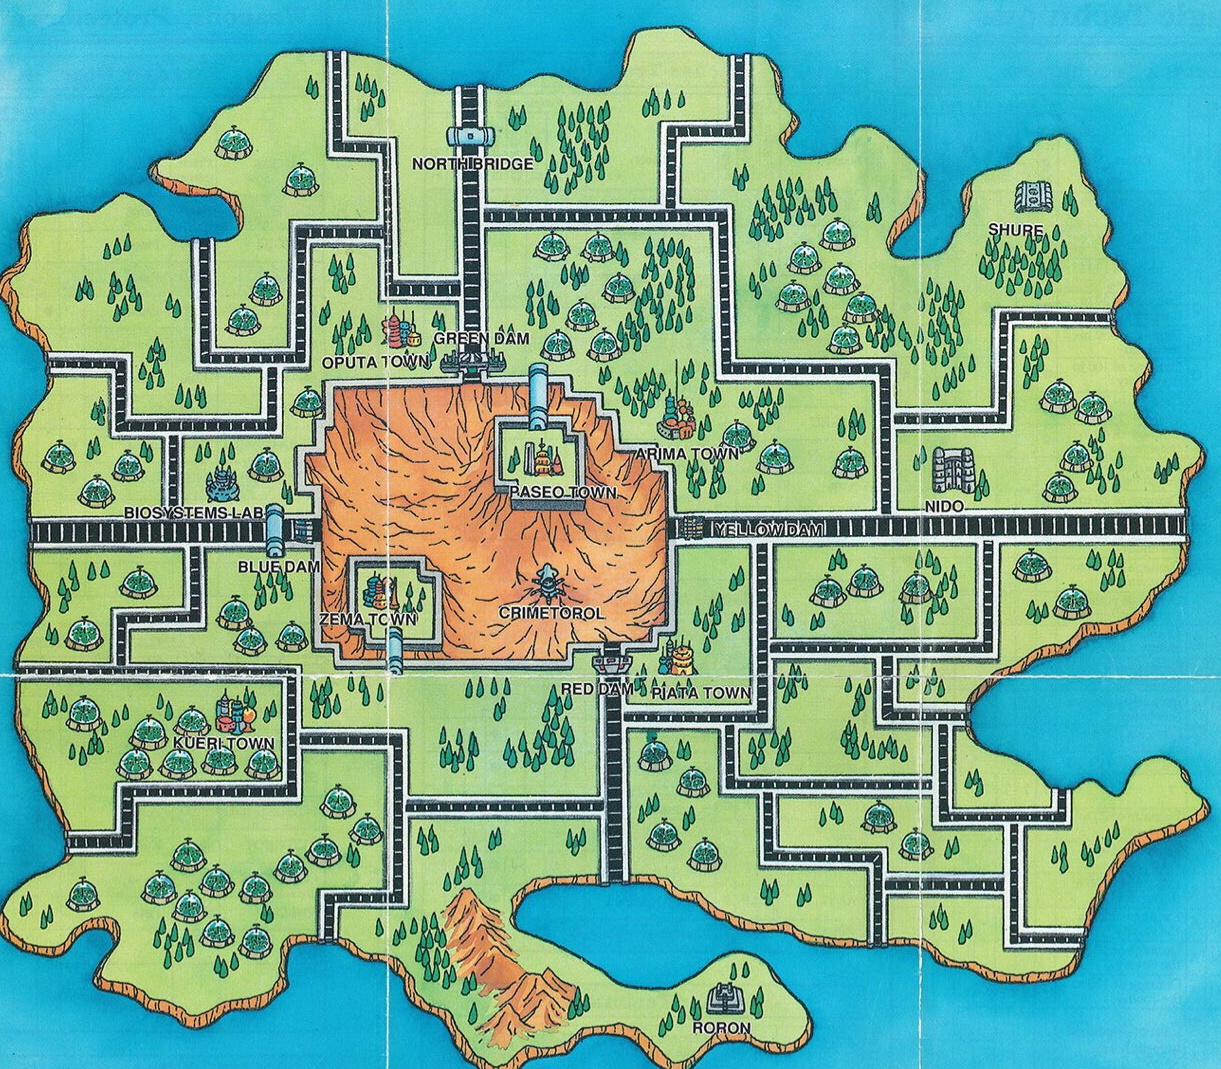 NORTH BRIDGE
SHURE
OPUTA TOWN
GREEN DAM
ARIMA TOWN
PASEO TOWN
NIDO
BIOSYSTEMS LAB
YELLOW DAM
BLUE DAM
ZEMA TOWN
CRIMETOROL
RED DAM
PIATA TOWN
KUERI TOWN
RORON